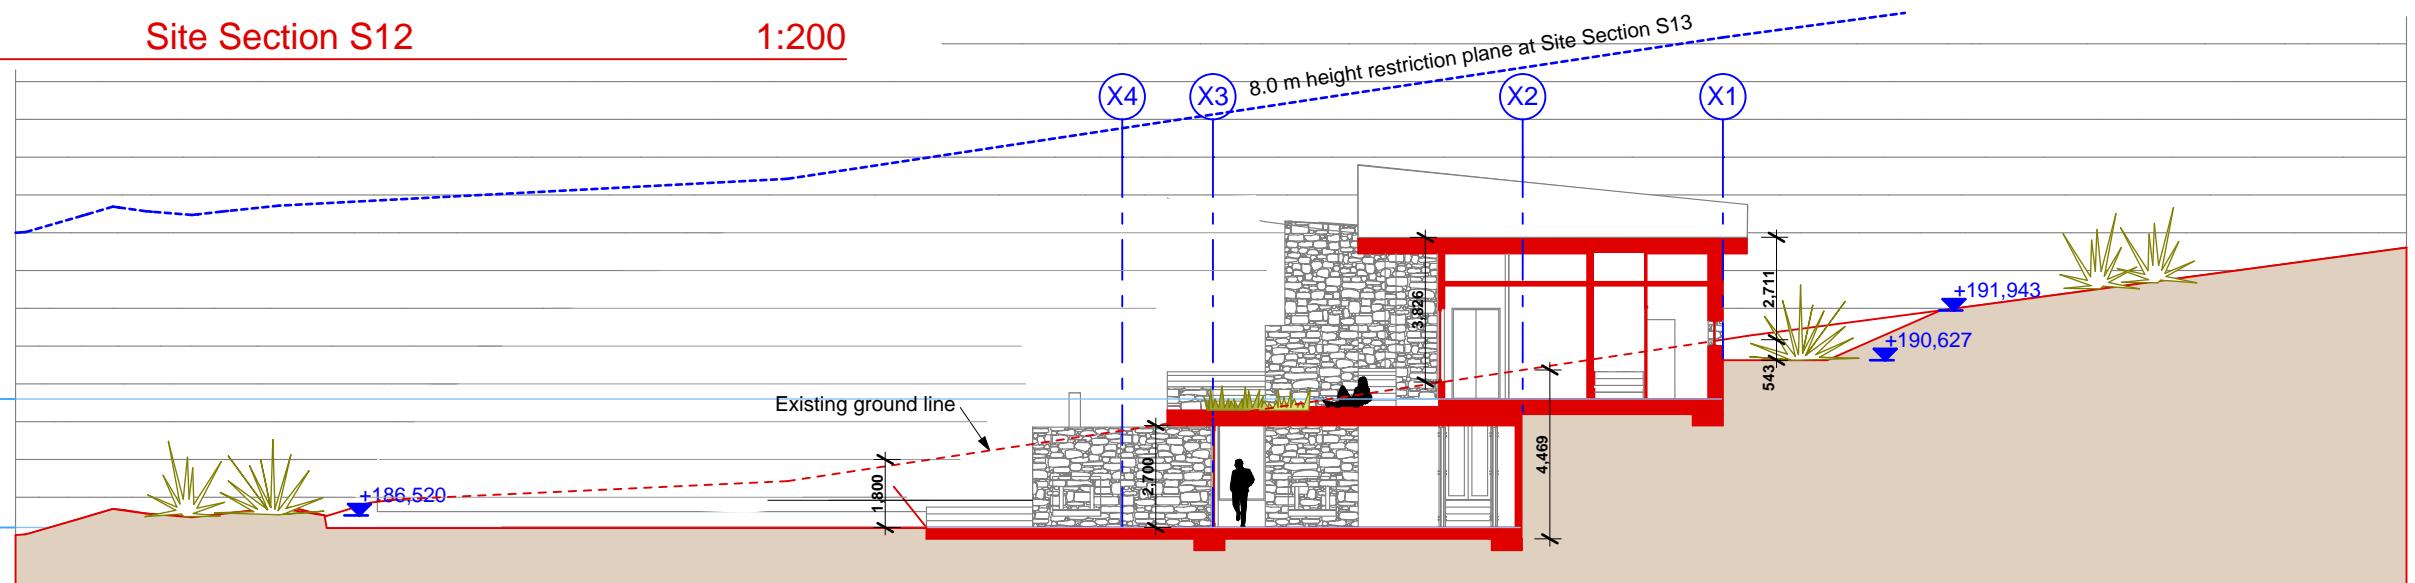 Site Section S12 1:200
8.0 m height restriction plane at Site Section S13
X4 X3 X2 X1
2,711
+191,943
3,826
+190,627
543
Existing ground line
4,469
2,700
1,800
+186,520